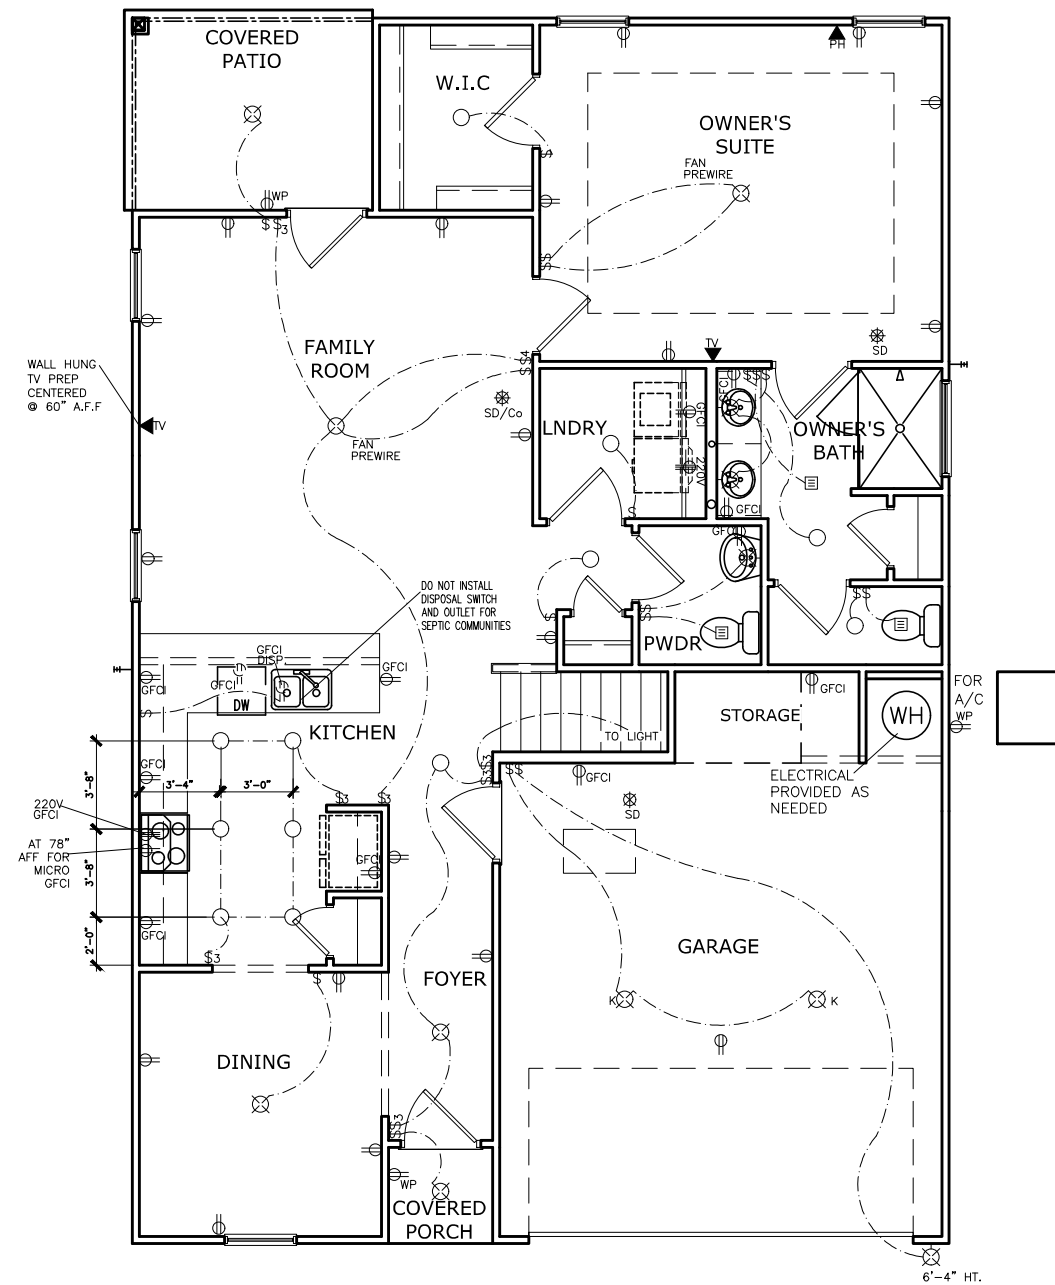 COVERED
PATIO
WP
$ $3
W.I.C
$
PH
OWNER'S
SUITE
FAN
PREWIRE
$$
SD
TV
FAMILY
ROOM
$$4
SD/Co
WALL HUNG
TV PREP
CENTERED
@ 60" A.F.F
TV
FAN
PREWIRE
LNDRY
GFCI
220V
$
GFCI
$$$
OWNER'S
BATH
GFCI
GFCI
DO NOT INSTALL
DISPOSAL SWITCH
AND OUTLET FOR
SEPTIC COMMUNITIES
$
$$
PWDR
$$
GFCI
DISP.
GFCI
GFCI
GFCI
DW
$
KITCHEN
GFCI
3'-4"
3'-0"
3'-8"
3'-8"
2'-0"
220V
GFCI
AT 78"
AFF FOR
MICRO
GFCI
$3
$3
GFCI
GFCI
$3
$
TO LIGHT
$3$3
$$
GFCI
STORAGE
GFCI
WH
FOR
A/C
WP
ELECTRICAL
PROVIDED AS
NEEDED
SD
GARAGE
K
K
FOYER
DINING
$$3
WP
COVERED
PORCH
6'-4" HT.